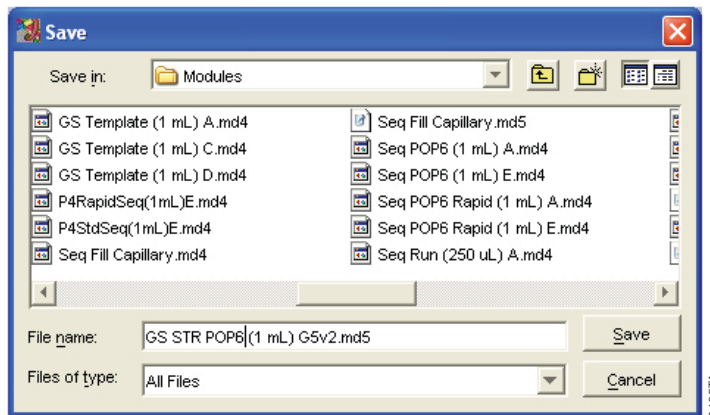 Save
Save in: Modules
GS Template (1 mL) A.md4
GS Template (1 mL) C.md4
GS Template (1 mL) D.md4
P4RapidSeq(1mL)E.md4
P4StdSeq(1mL)E.md4
Seq Fill Capillary.md4
Seq Fill Capillary.md5
Seq POP6 (1 mL) A.md4
Seq POP6 (1 mL) E.md4
Seq POP6 Rapid (1 mL) A.md4
Seq POP6 Rapid (1 mL) E.md4
Seq Run (250 uL) A.md4
File name: GS STR POP6 (1 mL) G5v2.md5 Save
Files of type: All Files Cancel